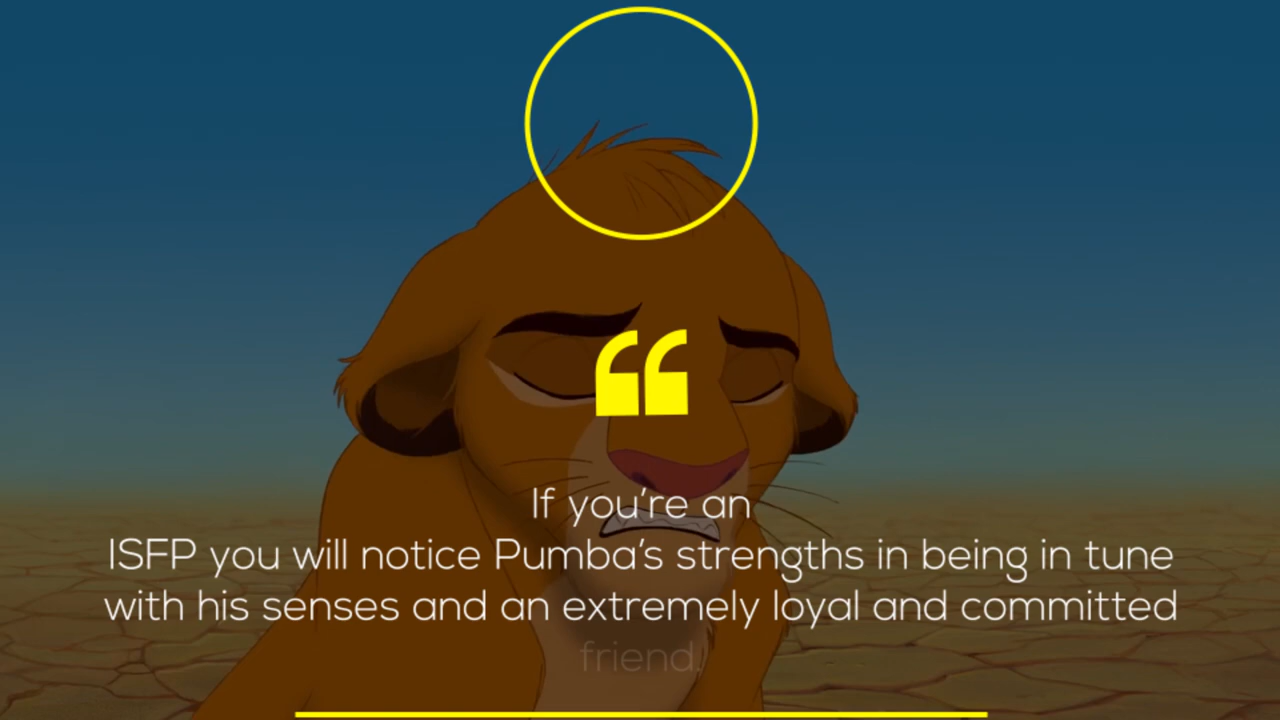 If you're an
ISFP you will notice Pumba's strengths in being in tune
with his senses and an extremely loyal and committed
friend.